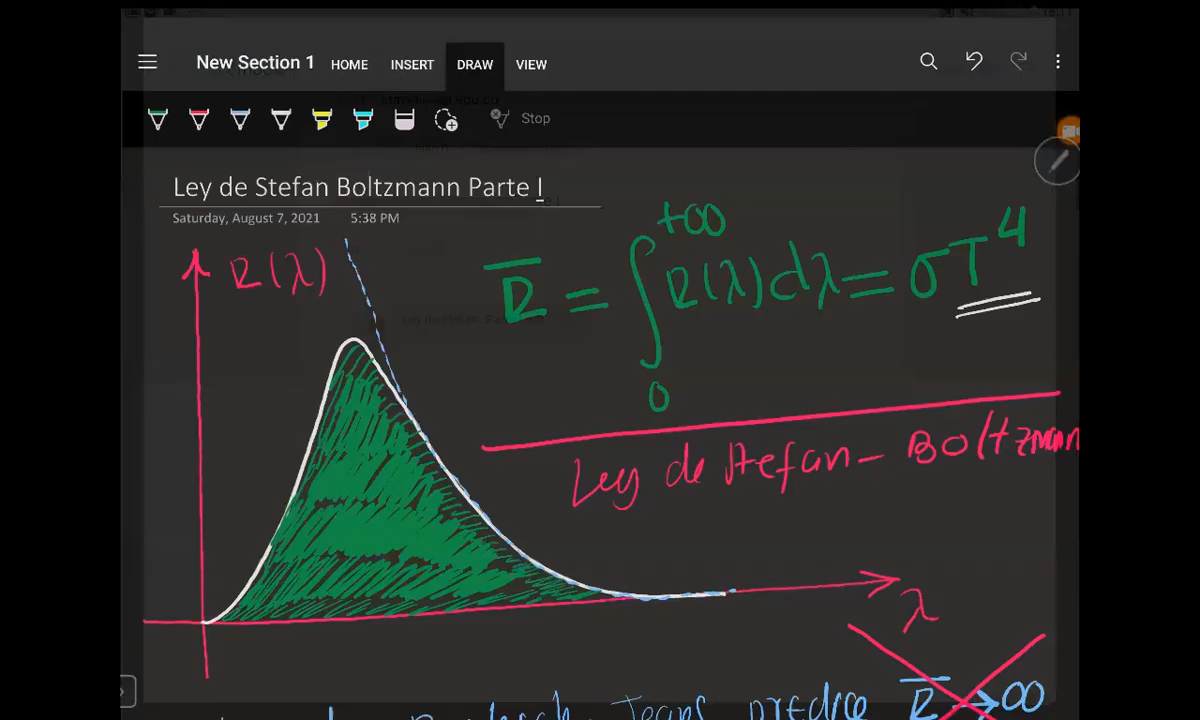 New Section 1 HOME INSERT DRAW VIEW
Stop
Ley de Stefan Boltzmann Parte I
Saturday, August 7, 2021 5:38 PM
R(λ)
R̅ = ∫₀^{+∞} R(λ)dλ = σT⁴
Ley de Stefan - Boltzmann
λ
Jeans predice R̅ → ∞